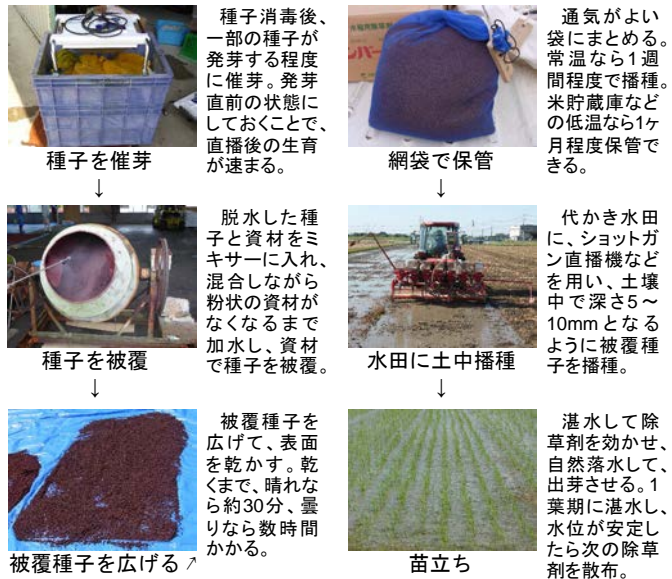 種子消毒後、
一部の種子が
発芽する程度
に催芽。発芽
直前の状態に
しておくことで、
直播後の生育
が速まる。
種子を催芽
↓
脱水した種
子と資材をミ
キサーに入れ、
混合しながら
粉状の資材が
なくなるまで
加水し、資材
で種子を被覆。
種子を被覆
↓
被覆種子を
広げて、表面
を乾かす。乾
くまで、晴れな
ら約30分、曇
りなら数時間
かかる。
被覆種子を広げる↗
通気がよい
袋にまとめる。
常温なら1週
間程度で播種。
米貯蔵庫など
の低温なら1ヶ
月程度保管で
きる。
網袋で保管
↓
代かき水田
に、ショットガ
ン直播機など
を用い、土壌
中で深さ5～
10mmとなる
ように被覆種
子を播種。
水田に土中播種
↓
湛水して除
草剤を効かせ、
自然落水して、
出芽させる。1
葉期に湛水し、
水位が安定し
たら次の除草
剤を散布。
苗立ち